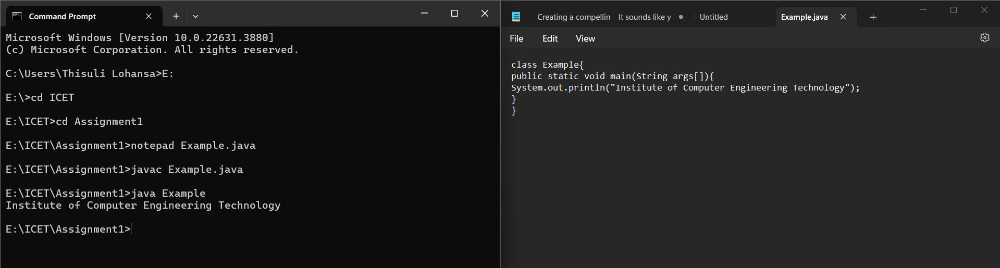 Command Prompt
Microsoft Windows [Version 10.0.22631.3880]
(c) Microsoft Corporation. All rights reserved.
C:\Users\Thisuli Lohansa>E:
E:\>cd ICET
E:\ICET>cd Assignment1
E:\ICET\Assignment1>notepad Example.java
E:\ICET\Assignment1>javac Example.java
E:\ICET\Assignment1>java Example
Institute of Computer Engineering Technology
E:\ICET\Assignment1>
Creating a compellin It sounds like y Untitled Example.java
File Edit View
class Example{
public static void main(String args[]){
System.out.println("Institute of Computer Engineering Technology");
}
}